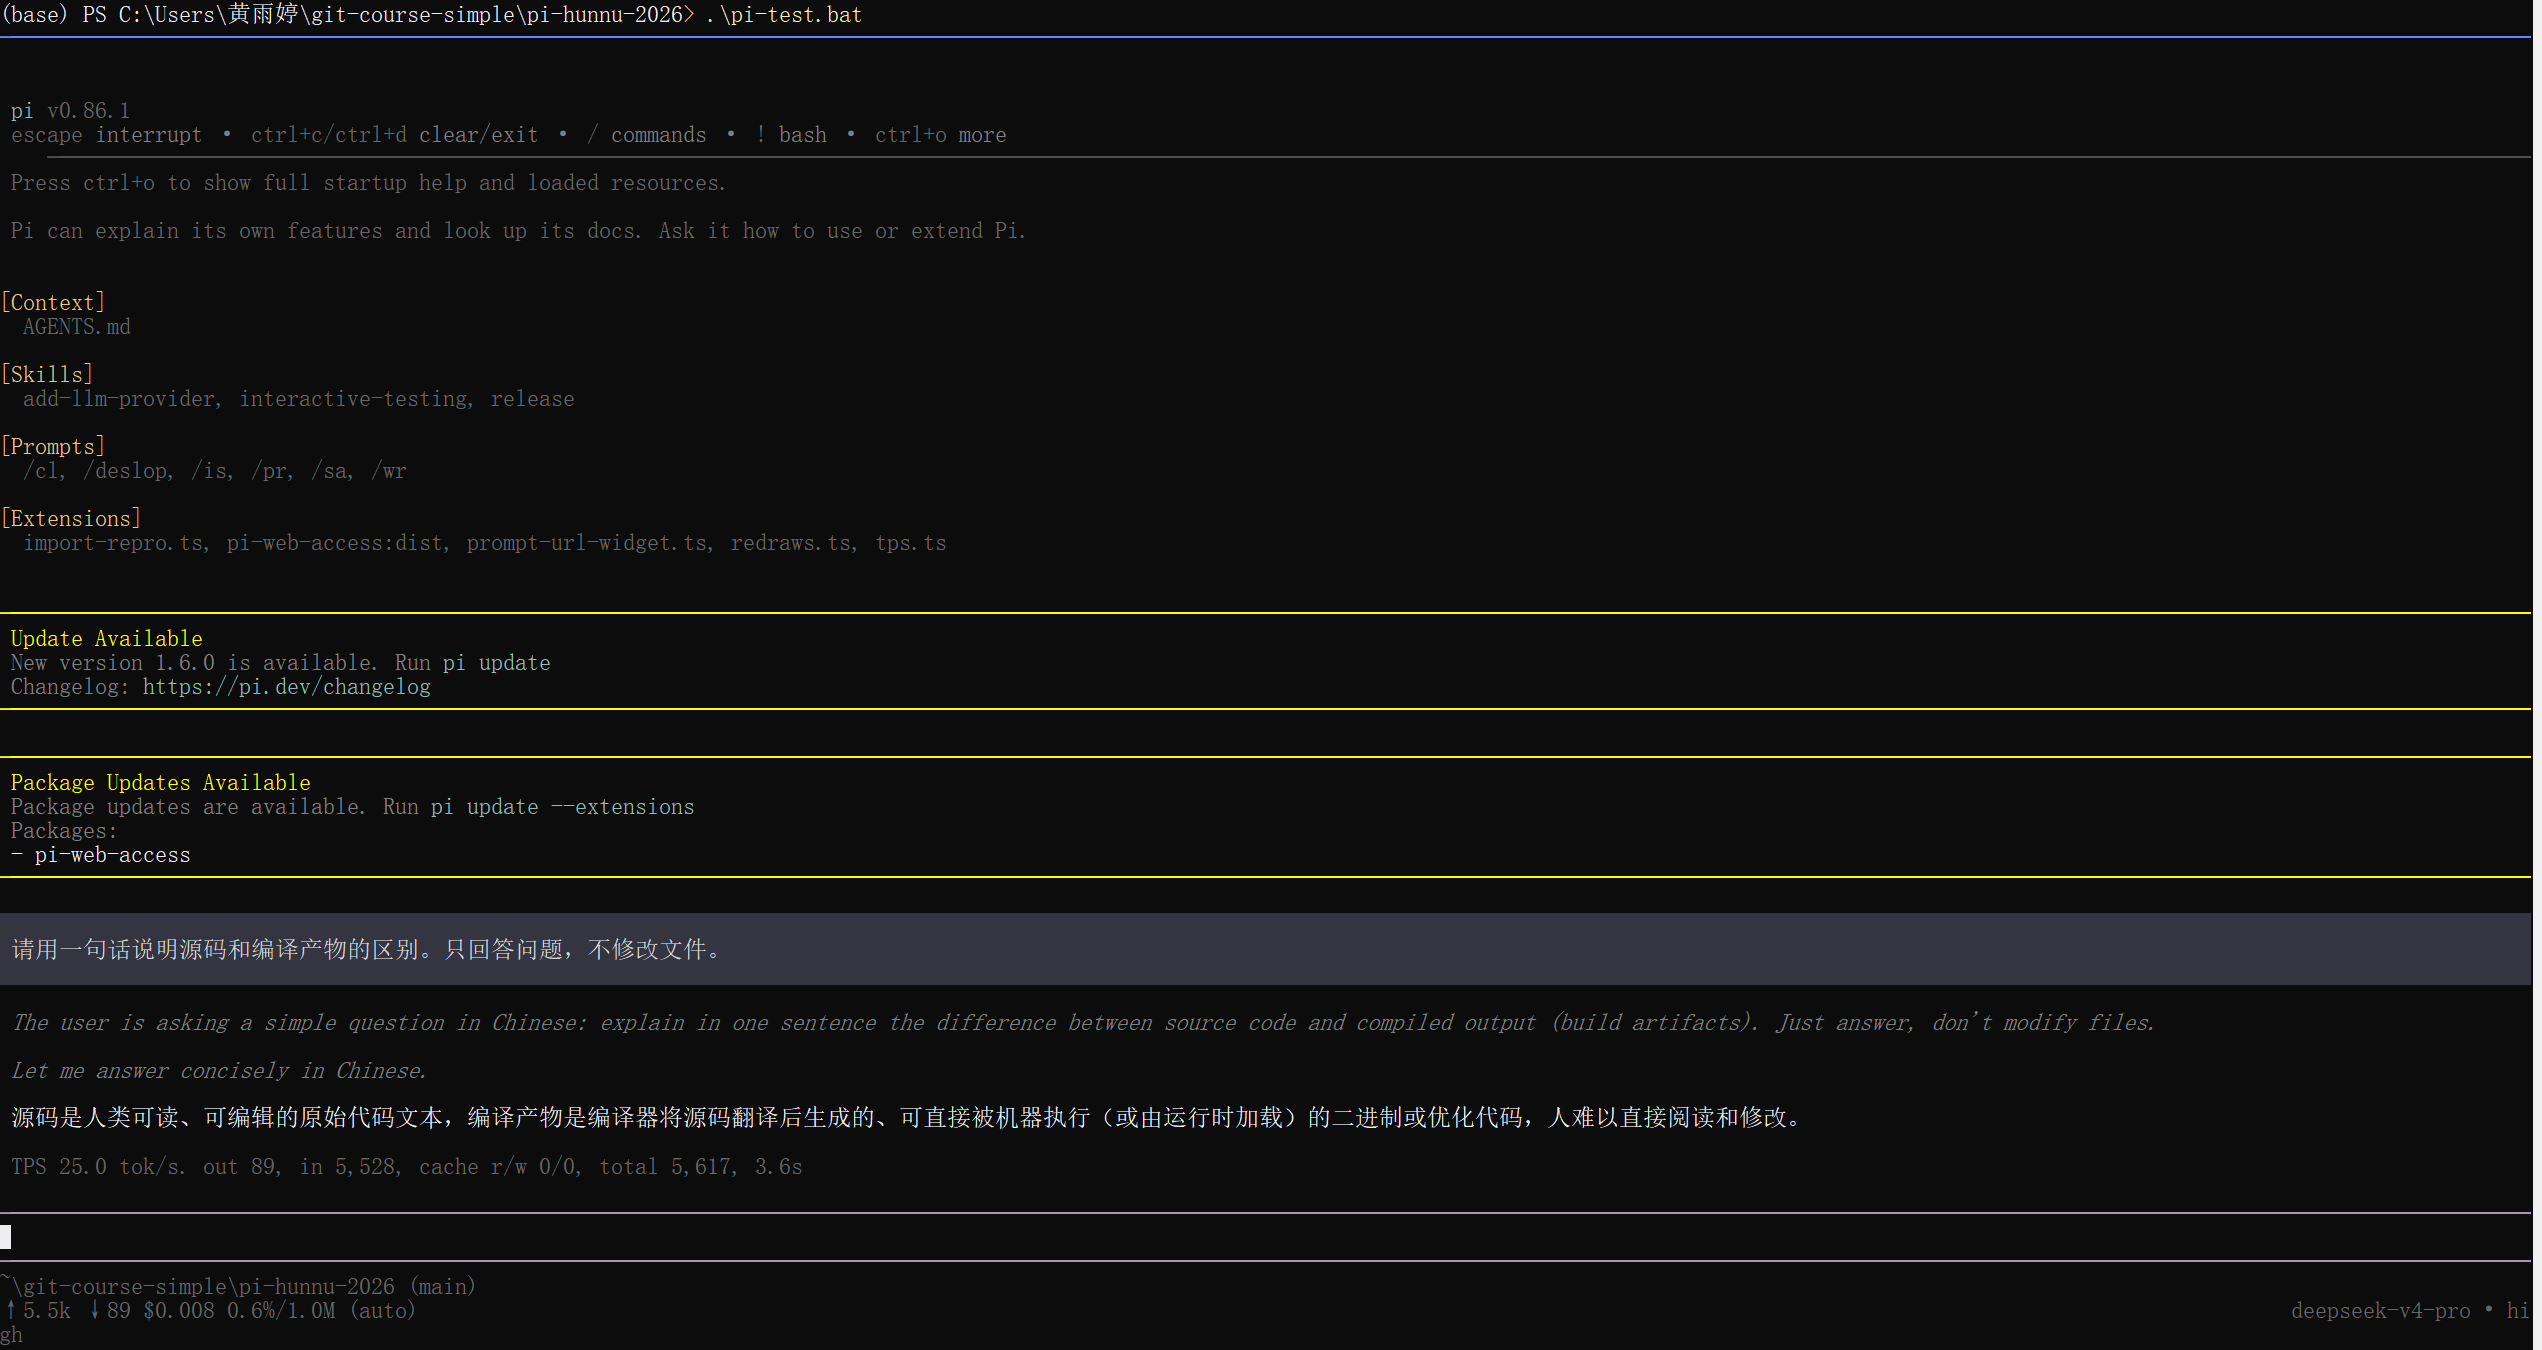 (base) PS C:\Users\黄雨婷\git-course-simple\pi-hunnu-2026> .\pi-test.bat
pi v0.86.1
escape interrupt • ctrl+c/ctrl+d clear/exit • / commands • ! bash • ctrl+o more
Press ctrl+o to show full startup help and loaded resources.
Pi can explain its own features and look up its docs. Ask it how to use or extend Pi.
[Context]
AGENTS.md
[Skills]
add-llm-provider, interactive-testing, release
[Prompts]
/cl, /deslop, /is, /pr, /sa, /wr
[Extensions]
import-repro.ts, pi-web-access:dist, prompt-url-widget.ts, redraws.ts, tps.ts
Update Available
New version 1.6.0 is available. Run pi update
Changelog: https://pi.dev/changelog
Package Updates Available
Package updates are available. Run pi update --extensions
Packages:
- pi-web-access
请用一句话说明源码和编译产物的区别。只回答问题，不修改文件。
The user is asking a simple question in Chinese: explain in one sentence the difference between source code and compiled output (build artifacts). Just answer, don't modify files.
Let me answer concisely in Chinese.
源码是人类可读、可编辑的原始代码文本，编译产物是编译器将源码翻译后生成的、可直接被机器执行（或由运行时加载）的二进制或优化代码，人难以直接阅读和修改。
TPS 25.0 tok/s. out 89, in 5,528, cache r/w 0/0, total 5,617, 3.6s
~\git-course-simple\pi-hunnu-2026 (main)
↑5.5k ↓89 $0.008 0.6%/1.0M (auto) deepseek-v4-pro • hi
gh